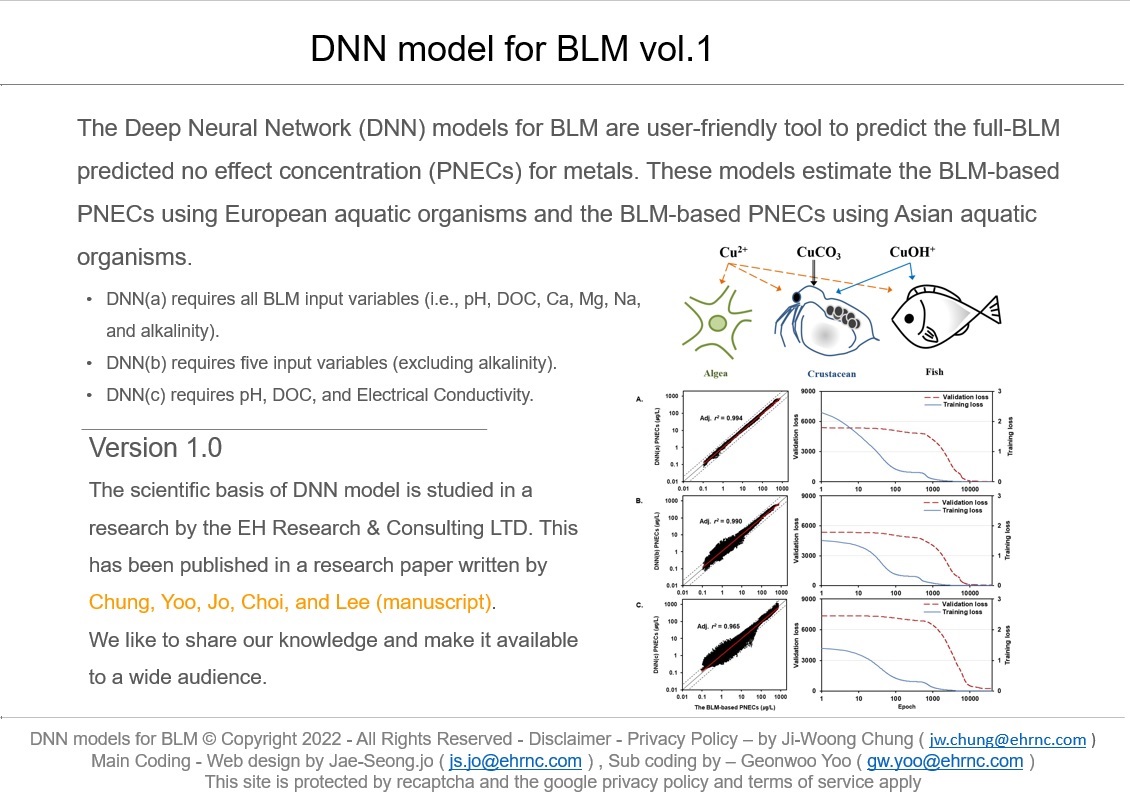 DNN model for BLM vol.1
The Deep Neural Network (DNN) models for BLM are user-friendly tool to predict the full-BLM
predicted no effect concentration (PNECs) for metals. These models estimate the BLM-based
PNECs using European aquatic organisms and the BLM-based PNECs using Asian aquatic
organisms.
• DNN(a) requires all BLM input variables (i.e., pH, DOC, Ca, Mg, Na,
and alkalinity).
• DNN(b) requires five input variables (excluding alkalinity).
• DNN(c) requires pH, DOC, and Electrical Conductivity.
Version 1.0
The scientific basis of DNN model is studied in a
research by the EH Research & Consulting LTD. This
has been published in a research paper written by
Chung, Yoo, Jo, Choi, and Lee (manuscript).
We like to share our knowledge and make it available
to a wide audience.
Cu²⁺ CuCO₃ CuOH⁺
Algea Crustacean Fish
A.
DNN(a) PNECs (µg/L)
1000
100
10
1
0.1
0.01
Adj. r² = 0.994
0.01 0.1 1 10 100 1000
Validation loss
9000
6000
3000
0
Validation loss
Training loss
3
2
1
0
Training loss
1 10 100 1000 10000
B.
DNN(b) PNECs (µg/L)
1000
100
10
1
0.1
0.01
Adj. r² = 0.990
0.01 0.1 1 10 100 1000
Validation loss
9000
6000
3000
0
Validation loss
Training loss
3
2
1
0
Training loss
1 10 100 1000 10000
C.
DNN(c) PNECs (µg/L)
1000
100
10
1
0.1
0.01
Adj. r² = 0.965
0.01 0.1 1 10 100 1000
The BLM-based PNECs (µg/L)
Validation loss
9000
6000
3000
0
Validation loss
Training loss
3
2
1
0
Training loss
1 10 100 1000 10000
Epoch
DNN models for BLM © Copyright 2022 - All Rights Reserved - Disclaimer - Privacy Policy – by Ji-Woong Chung ( jw.chung@ehrnc.com )
Main Coding - Web design by Jae-Seong.jo ( js.jo@ehrnc.com ) , Sub coding by – Geonwoo Yoo ( gw.yoo@ehrnc.com )
This site is protected by recaptcha and the google privacy policy and terms of service apply